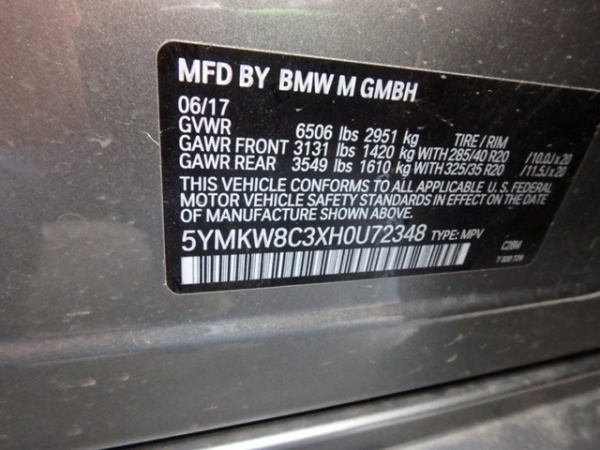 MFD BY BMW M GMBH
06/17
GVWR 6506 lbs 2951 kg TIRE / RIM
GAWR FRONT 3131 lbs 1420 kg WITH 285/40 R20 /10.0J x 20
GAWR REAR 3549 lbs 1610 kg WITH 325/35 R20 /11.5J x 20
THIS VEHICLE CONFORMS TO ALL APPLICABLE U. S. FEDERAL
MOTOR VEHICLE SAFETY STANDARDS IN EFFECT ON THE
DATE OF MANUFACTURE SHOWN ABOVE.
5YMKW8C3XH0U72348 TYPE: MPV